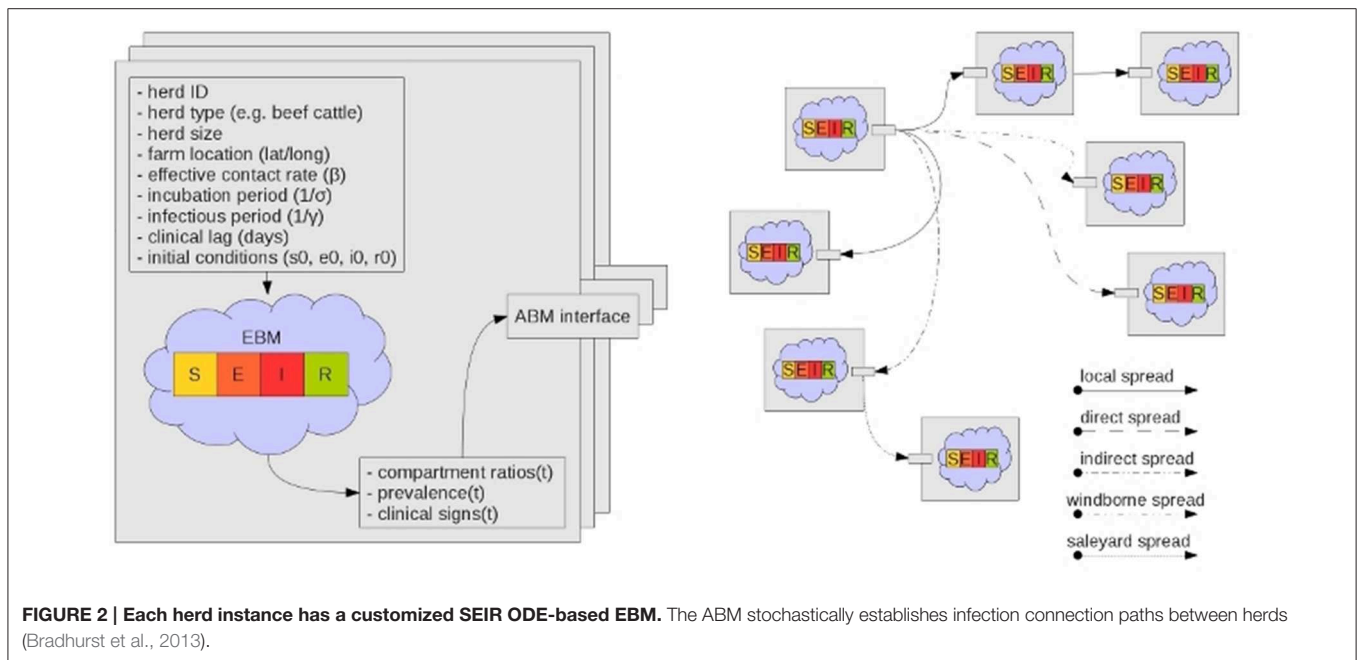 - herd ID
- herd type (e.g. beef cattle)
- herd size
- farm location (lat/long)
- effective contact rate (β)
- incubation period (1/σ)
- infectious period (1/γ)
- clinical lag (days)
- initial conditions (s0, e0, i0, r0)
EBM
S E I R
- compartment ratios(t)
- prevalence(t)
- clinical signs(t)
ABM interface
SEIR
SEIR
SEIR
SEIR
SEIR
SEIR
SEIR
SEIR
local spread
direct spread
indirect spread
windborne spread
saleyard spread
FIGURE 2 | Each herd instance has a customized SEIR ODE-based EBM. The ABM stochastically establishes infection connection paths between herds
(Bradhurst et al., 2013).